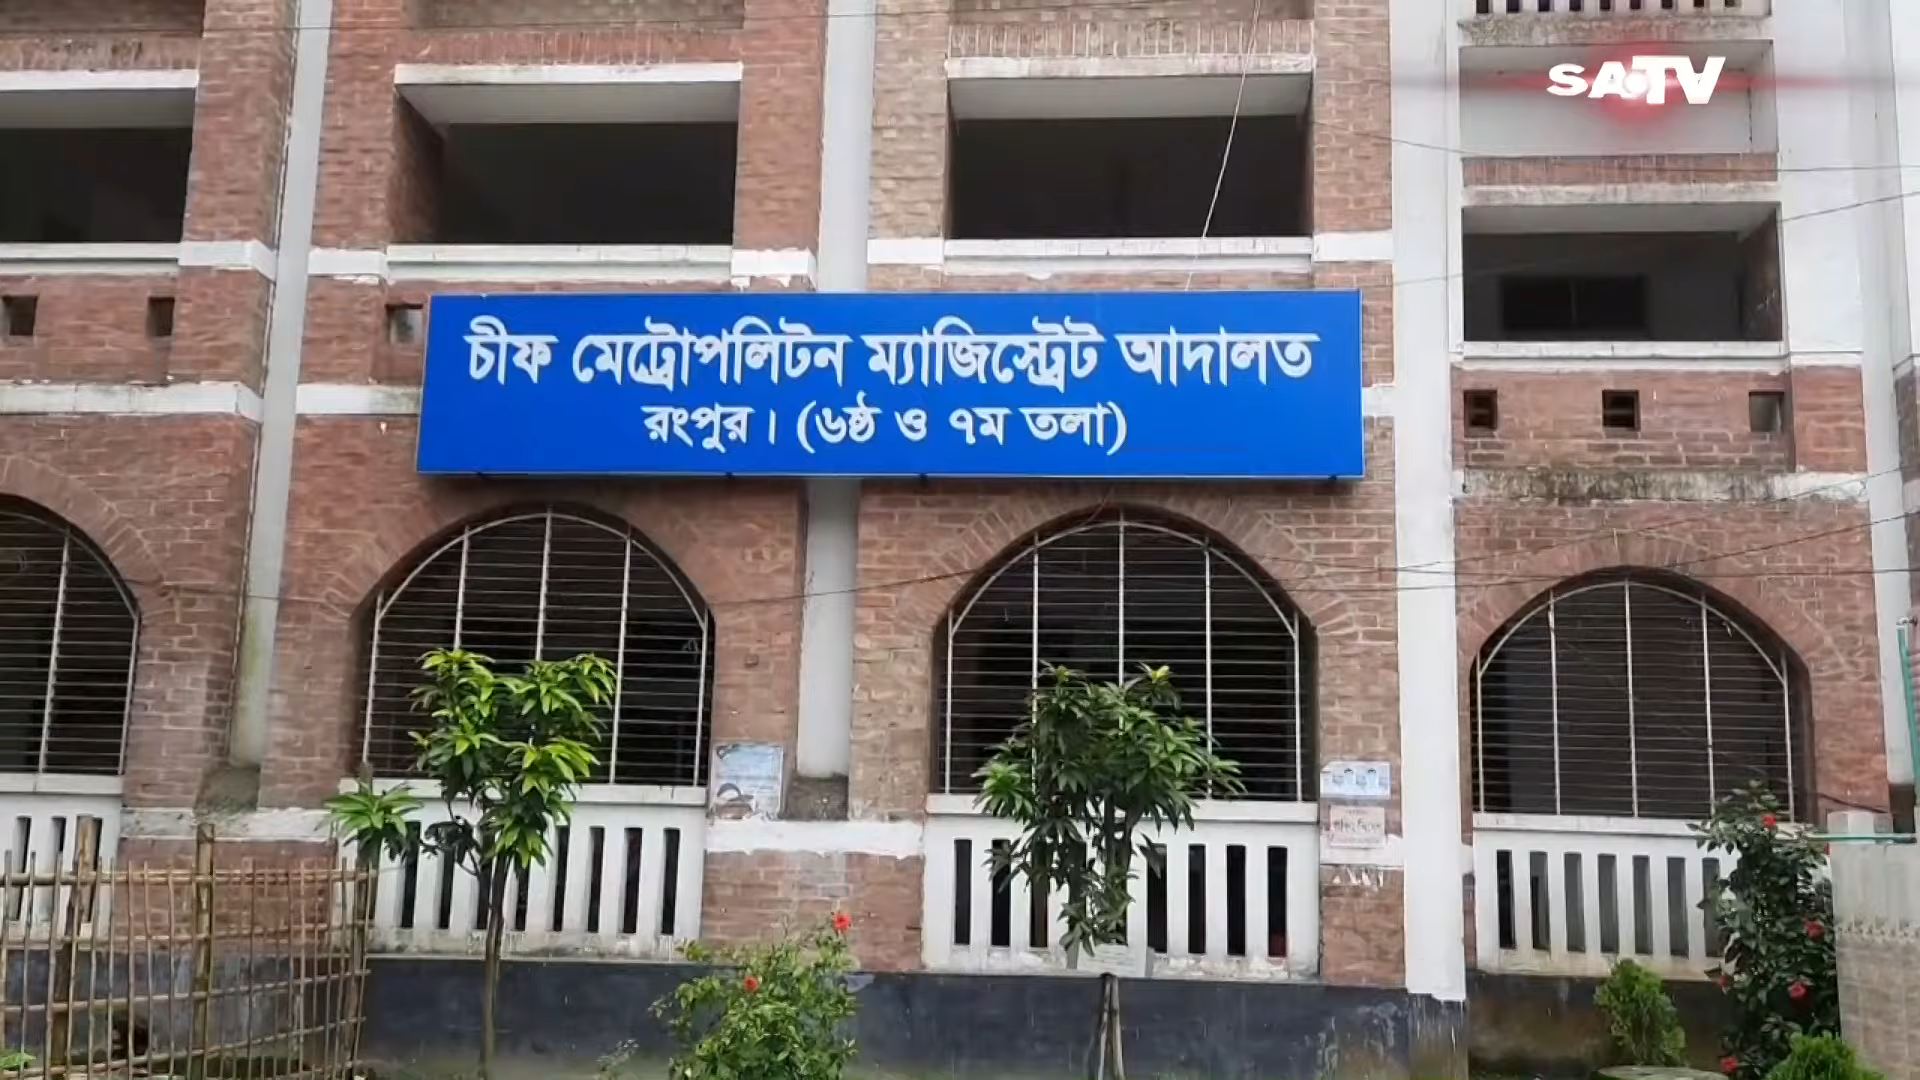 SATV
চীফ মেট্রোপলিটন ম্যাজিস্ট্রেট আদালত
রংপুর। (৬ষ্ঠ ও ৭ম তলা)